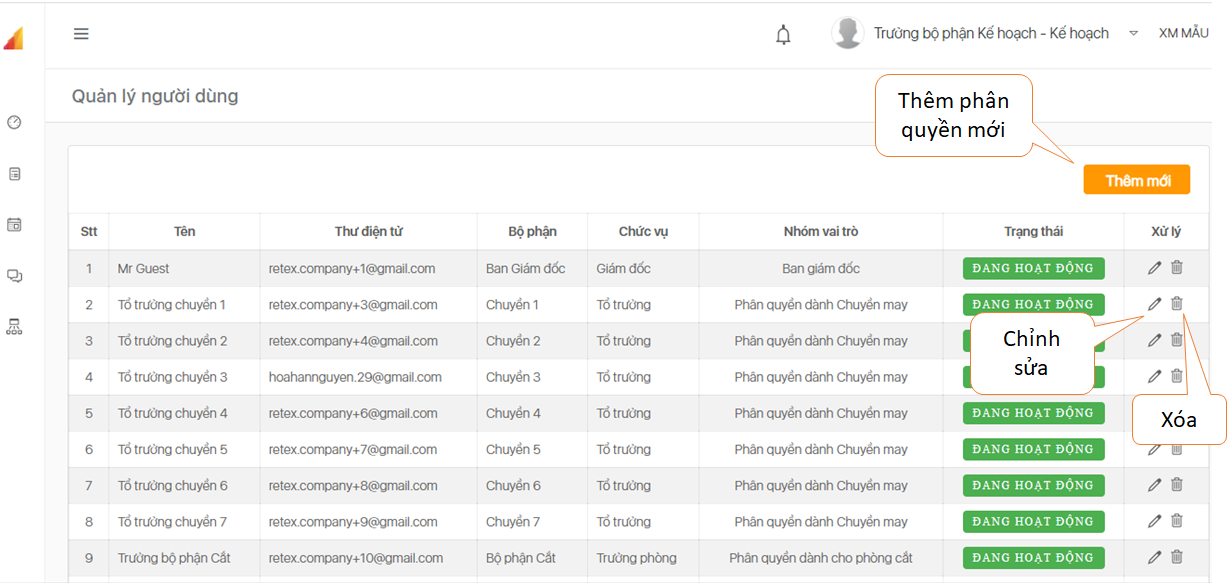 Trưởng bộ phận Kế hoạch - Kế hoạch XM MẪU
Quản lý người dùng
Thêm phân
quyền mới
Thêm mới
Stt Tên Thư điện tử Bộ phận Chức vụ Nhóm vai trò Trạng thái Xử lý
1 Mr Guest retex.company+1@gmail.com Ban Giám đốc Giám đốc Ban giám đốc ĐANG HOẠT ĐỘNG
2 Tổ trưởng chuyền 1 retex.company+3@gmail.com Chuyền 1 Tổ trưởng Phân quyền dành Chuyền may ĐANG HOẠT ĐỘNG
3 Tổ trưởng chuyền 2 retex.company+4@gmail.com Chuyền 2 Tổ trưởng Phân quyền dành Chuyền may
Chỉnh
sửa
4 Tổ trưởng chuyền 3 hoahannguyen.29@gmail.com Chuyền 3 Tổ trưởng Phân quyền dành Chuyền may
5 Tổ trưởng chuyền 4 retex.company+6@gmail.com Chuyền 4 Tổ trưởng Phân quyền dành Chuyền may ĐANG HOẠT ĐỘNG
Xóa
6 Tổ trưởng chuyền 5 retex.company+7@gmail.com Chuyền 5 Tổ trưởng Phân quyền dành Chuyền may ĐANG HOẠT ĐỘNG
7 Tổ trưởng chuyền 6 retex.company+8@gmail.com Chuyền 6 Tổ trưởng Phân quyền dành Chuyền may ĐANG HOẠT ĐỘNG
8 Tổ trưởng chuyền 7 retex.company+9@gmail.com Chuyền 7 Tổ trưởng Phân quyền dành Chuyền may ĐANG HOẠT ĐỘNG
9 Trưởng bộ phận Cắt retex.company+10@gmail.com Bộ phận Cắt Trưởng phòng Phân quyền dành cho phòng cắt ĐANG HOẠT ĐỘNG